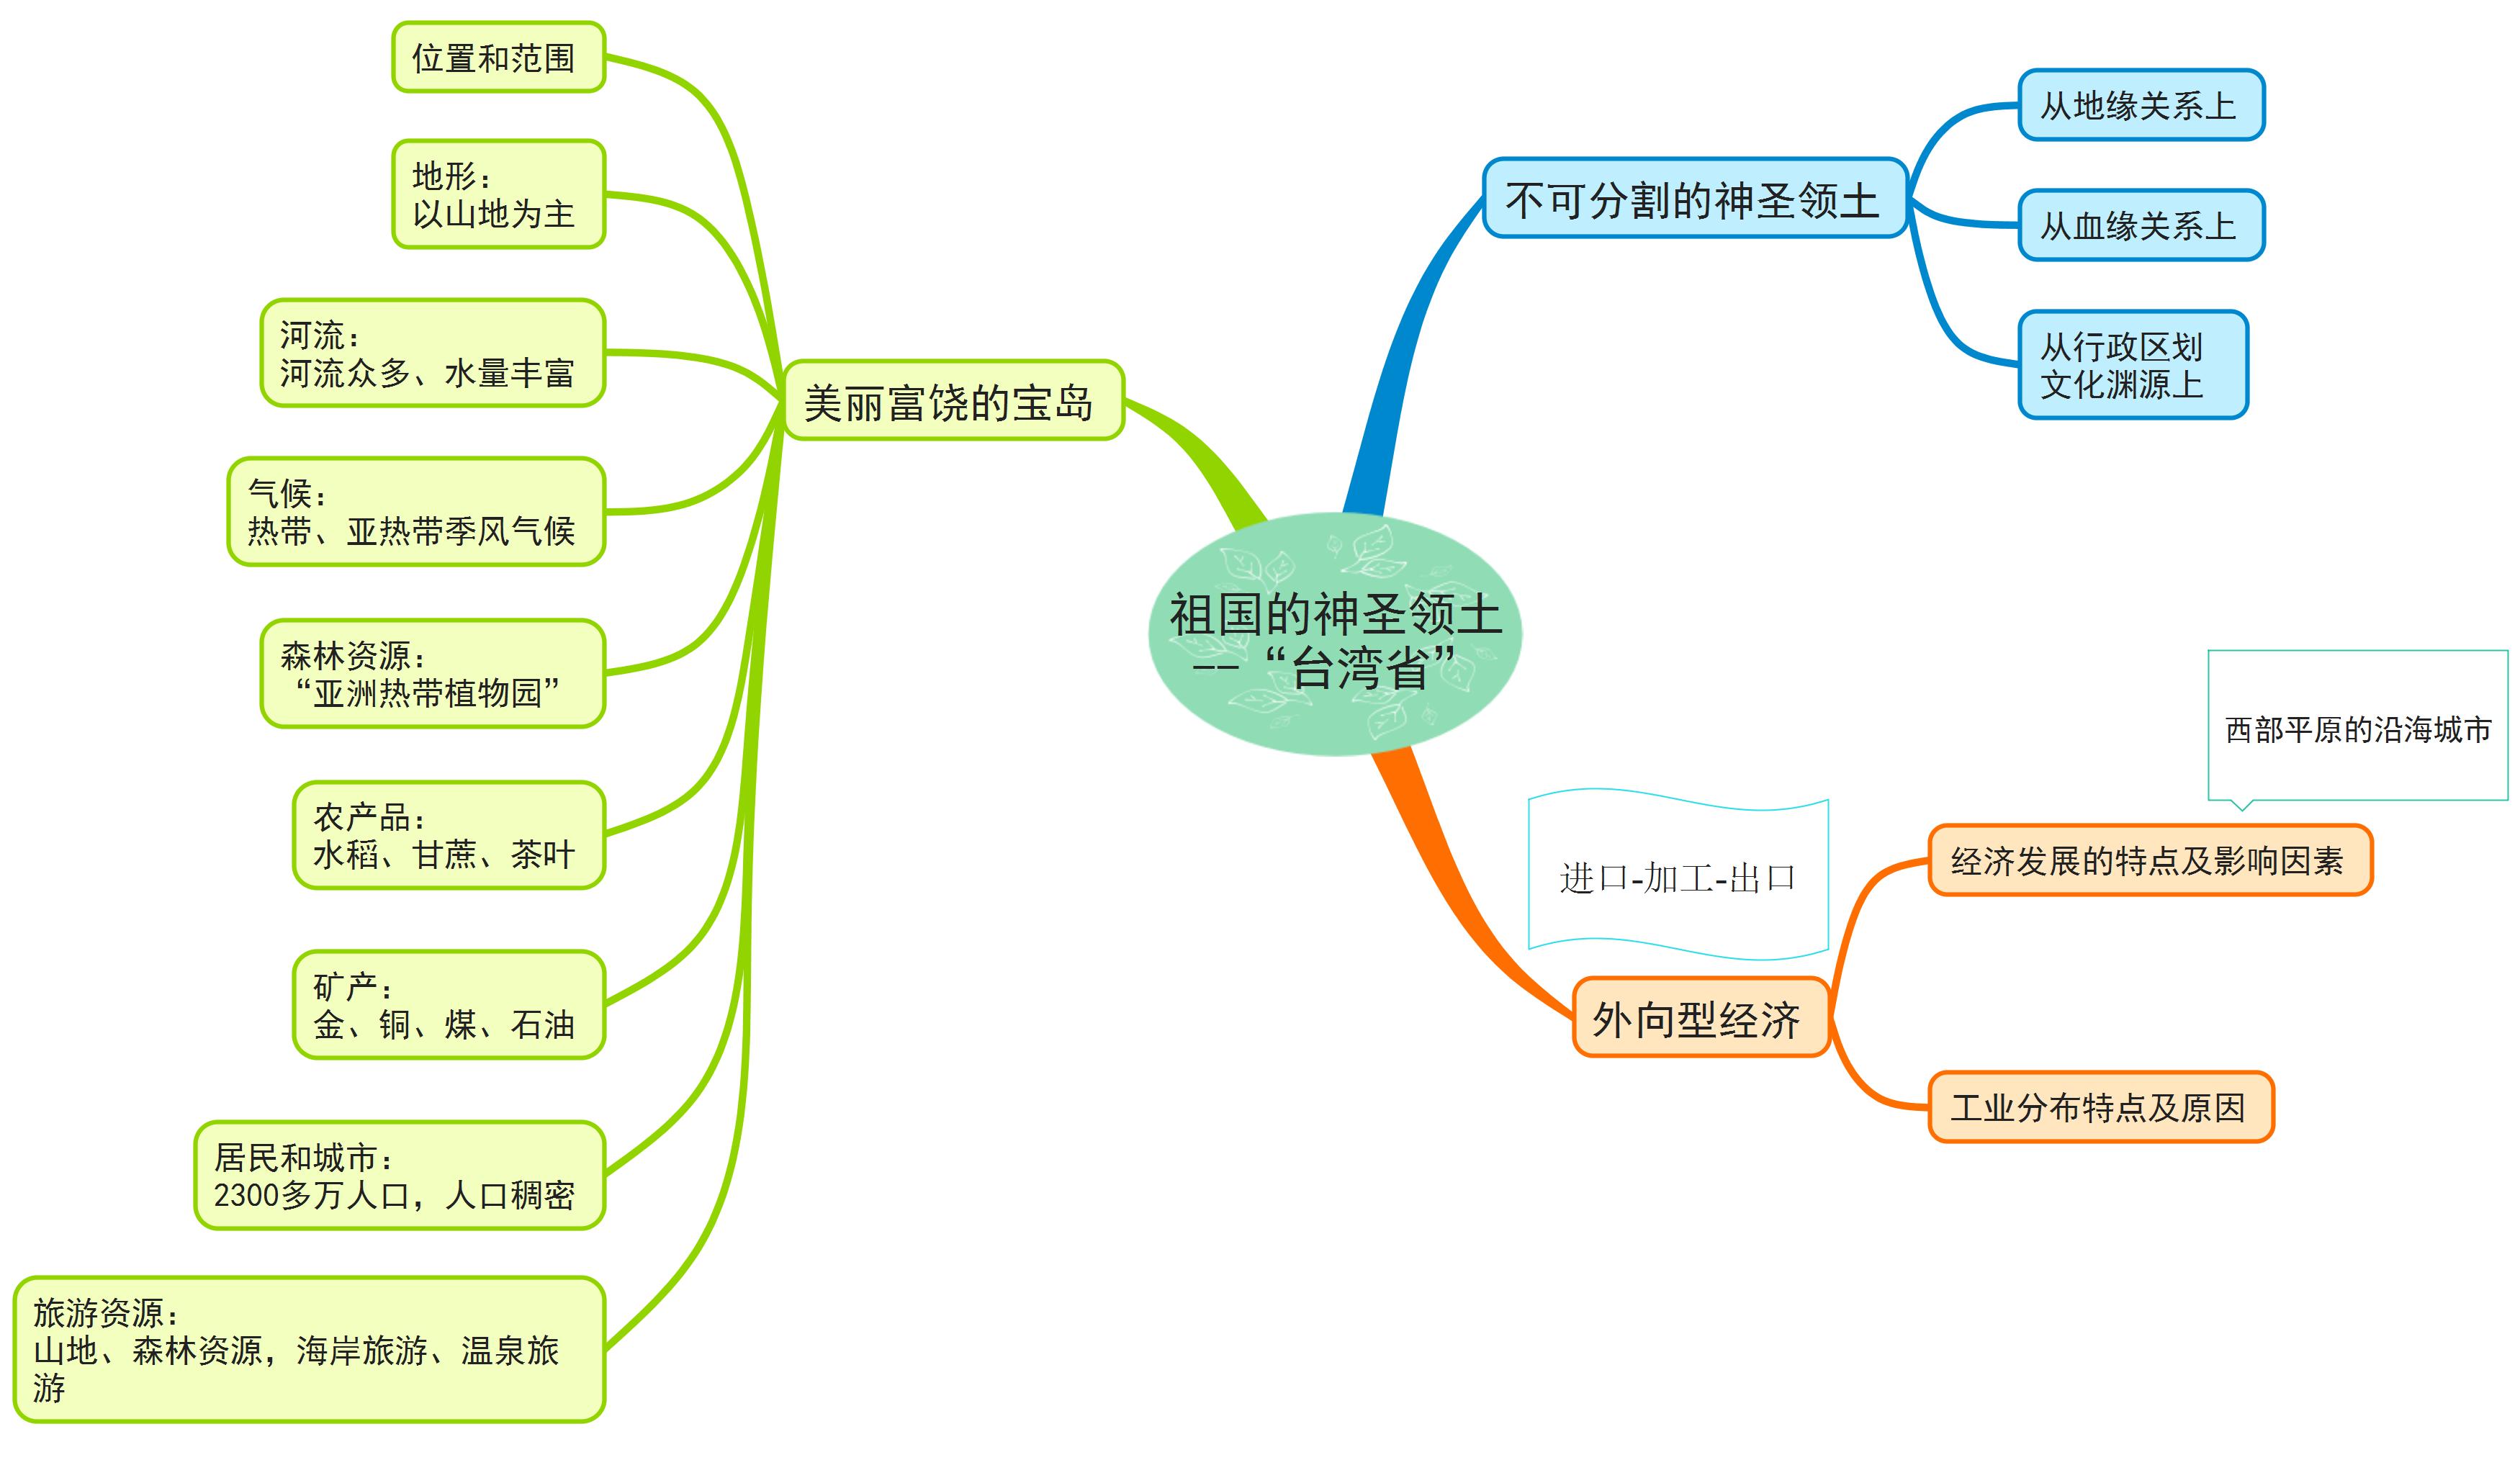 祖国的神圣领土
--“台湾省”
不可分割的神圣领土
从地缘关系上
从血缘关系上
从行政区划
文化渊源上
外向型经济
进口-加工-出口
经济发展的特点及影响因素
西部平原的沿海城市
工业分布特点及原因
美丽富饶的宝岛
位置和范围
地形：
以山地为主
河流：
河流众多、水量丰富
气候：
热带、亚热带季风气候
森林资源：
“亚洲热带植物园”
农产品：
水稻、甘蔗、茶叶
矿产：
金、铜、煤、石油
居民和城市：
2300多万人口，人口稠密
旅游资源：
山地、森林资源，海岸旅游、温泉旅
游